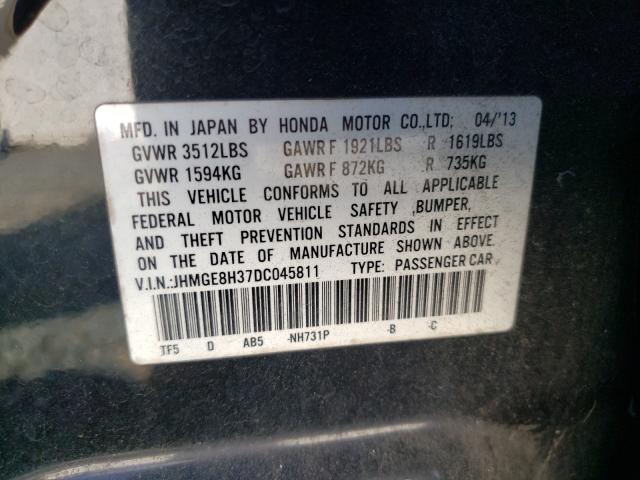 MFD. IN JAPAN BY HONDA MOTOR CO.,LTD; 04/'13
GVWR 3512LBS GAWR F 1921LBS R 1619LBS
GVWR 1594KG GAWR F 872KG R 735KG
THIS VEHICLE CONFORMS TO ALL APPLICABLE
FEDERAL MOTOR VEHICLE SAFETY ,BUMPER,
AND THEFT PREVENTION STANDARDS IN EFFECT
ON THE DATE OF MANUFACTURE SHOWN ABOVE.
V.I.N.:JHMGE8H37DC045811 TYPE: PASSENGER CAR
TF5 D AB5 -NH731P -B -C